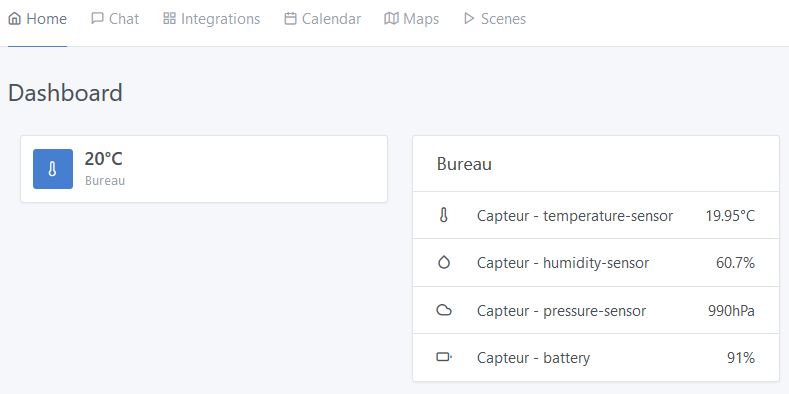 Home Chat Integrations Calendar Maps Scenes
Dashboard
20°C
Bureau
Bureau
Capteur - temperature-sensor 19.95°C
Capteur - humidity-sensor 60.7%
Capteur - pressure-sensor 990hPa
Capteur - battery 91%